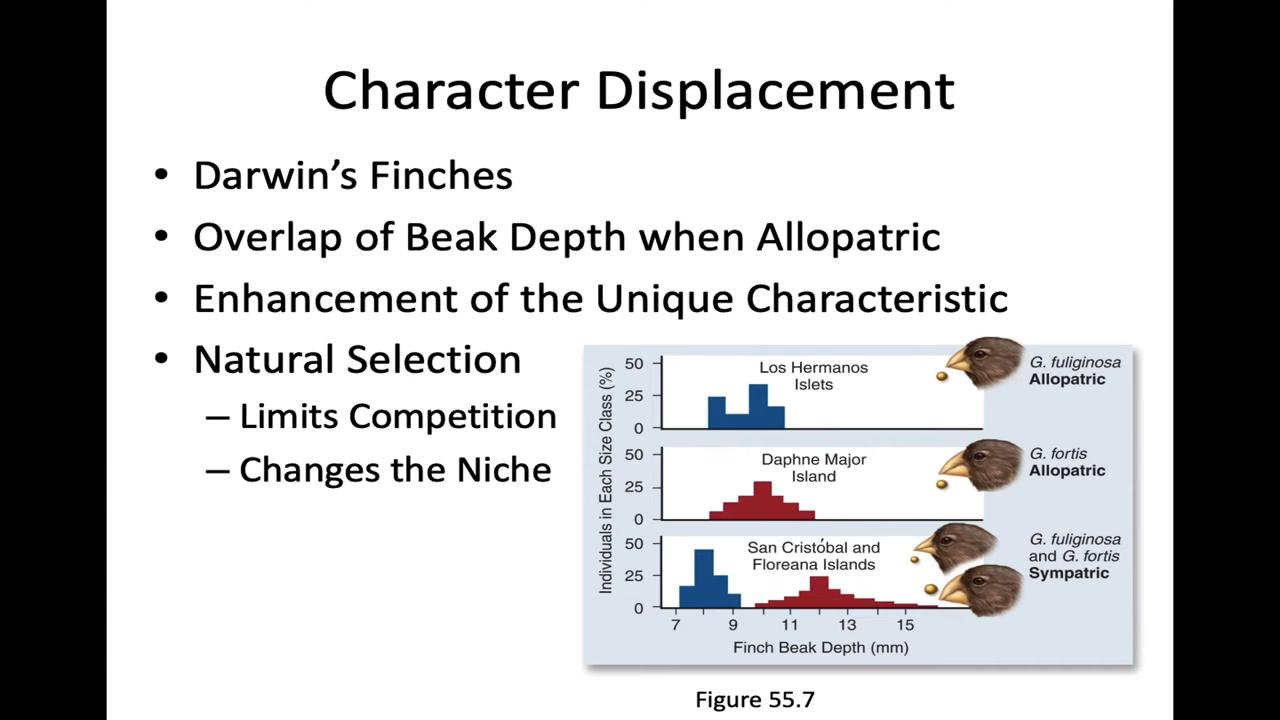 Character Displacement
• Darwin’s Finches
• Overlap of Beak Depth when Allopatric
• Enhancement of the Unique Characteristic
• Natural Selection
– Limits Competition
– Changes the Niche
Individuals in Each Size Class (%)
50
25
0
Los Hermanos
Islets
G. fuliginosa
Allopatric
50
25
0
Daphne Major
Island
G. fortis
Allopatric
50
25
0
San Cristóbal and
Floreana Islands
G. fuliginosa
and G. fortis
Sympatric
7 9 11 13 15
Finch Beak Depth (mm)
Figure 55.7